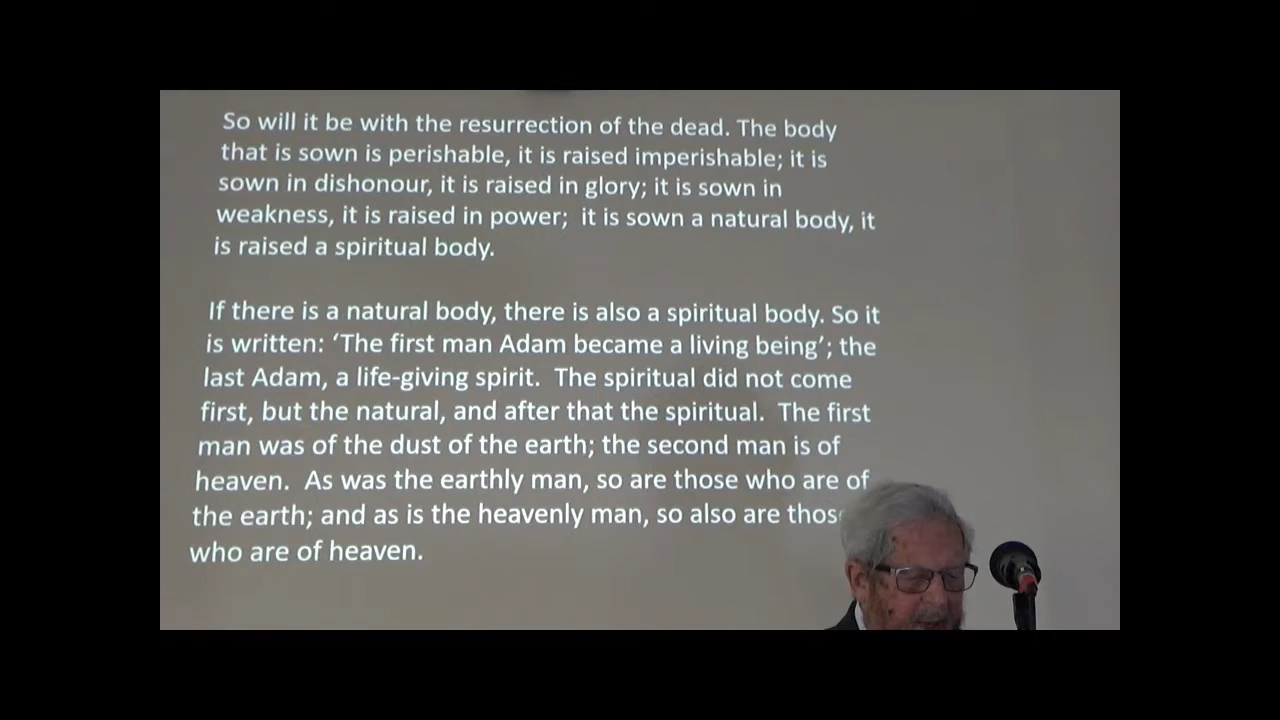 So will it be with the resurrection of the dead. The body
that is sown is perishable, it is raised imperishable; it is
sown in dishonour, it is raised in glory; it is sown in
weakness, it is raised in power;  it is sown a natural body, it
is raised a spiritual body.
If there is a natural body, there is also a spiritual body. So it
is written: ‘The first man Adam became a living being’; the
last Adam, a life-giving spirit.  The spiritual did not come
first, but the natural, and after that the spiritual.  The first
man was of the dust of the earth; the second man is of
heaven.  As was the earthly man, so are those who are of
the earth; and as is the heavenly man, so also are those
who are of heaven.